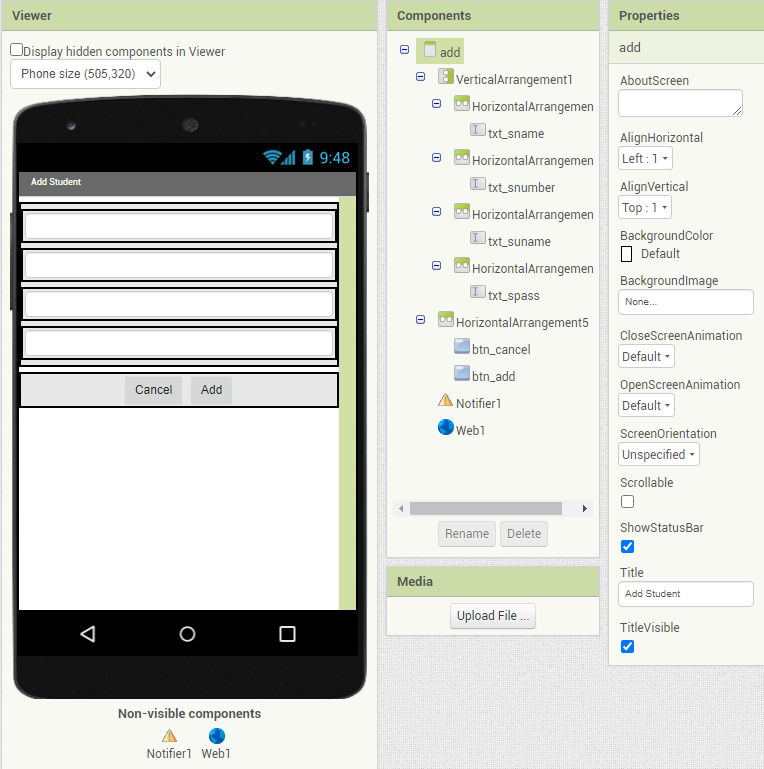 Viewer
Display hidden components in Viewer
Phone size (505,320)
9:48
Add Student
Cancel
Add
Non-visible components
Notifier1
Web1
Components
add
VerticalArrangement1
HorizontalArrangemen
txt_sname
HorizontalArrangemen
txt_snumber
HorizontalArrangemen
txt_suname
HorizontalArrangemen
txt_spass
HorizontalArrangement5
btn_cancel
btn_add
Notifier1
Web1
Rename
Delete
Media
Upload File ...
Properties
add
AboutScreen
AlignHorizontal
Left : 1
AlignVertical
Top : 1
BackgroundColor
Default
BackgroundImage
None...
CloseScreenAnimation
Default
OpenScreenAnimation
Default
ScreenOrientation
Unspecified
Scrollable
ShowStatusBar
Title
Add Student
TitleVisible